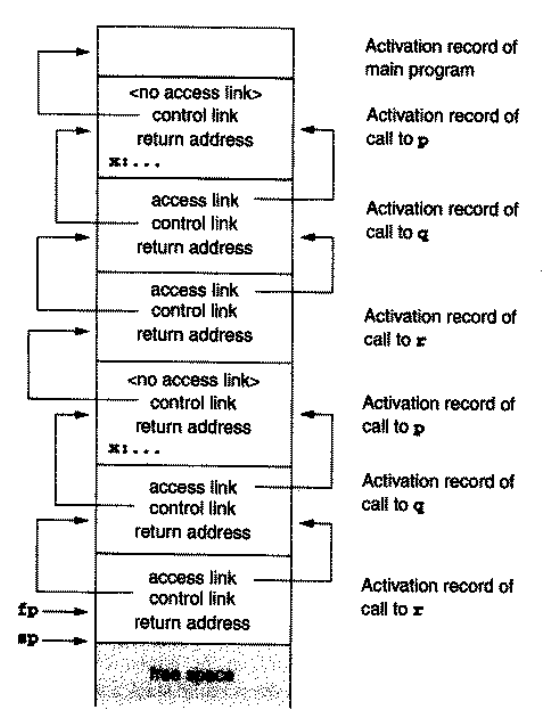 Activation record of
main program
<no access link>
control link
return address
x:...
Activation record of
call to p
access link
control link
return address
Activation record of
call to q
access link
control link
return address
Activation record of
call to r
<no access link>
control link
return address
x:...
Activation record of
call to p
access link
control link
return address
Activation record of
call to q
access link
control link
return address
Activation record of
call to r
fp
sp
free space